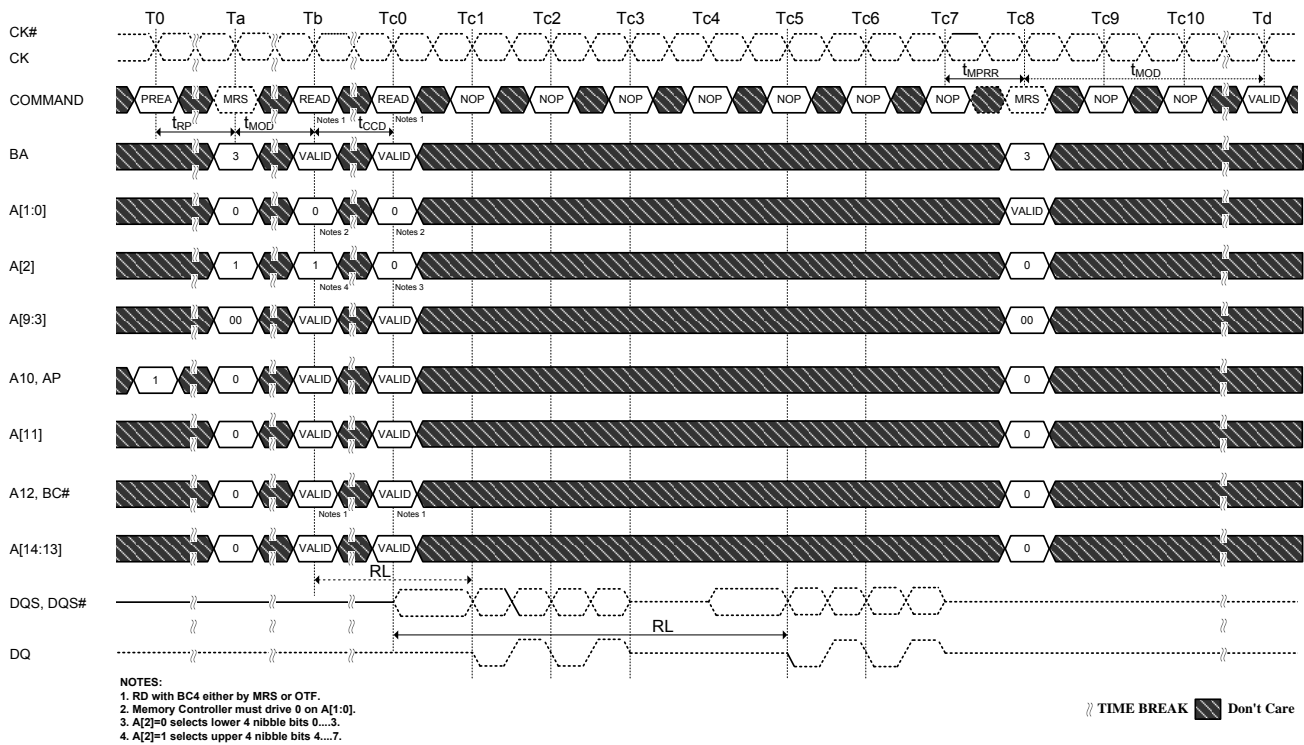 T0 Ta Tb Tc0 Tc1 Tc2 Tc3 Tc4 Tc5 Tc6 Tc7 Tc8 Tc9 Tc10 Td
CK#
CK
tMPRR tMOD
COMMAND PREA MRS READ READ NOP NOP NOP NOP NOP NOP NOP MRS NOP NOP VALID
Notes 1 Notes 1
tRP tMOD tCCD
BA 3 VALID VALID 3
A[1:0] 0 0 0 VALID
Notes 2 Notes 2
A[2] 1 1 0 0
Notes 4 Notes 3
A[9:3] 00 VALID VALID 00
A10, AP 1 0 VALID VALID 0
A[11] 0 VALID VALID 0
A12, BC# 0 VALID VALID 0
Notes 1 Notes 1
A[14:13] 0 VALID VALID 0
RL
DQS, DQS#
RL
DQ
NOTES:
1. RD with BC4 either by MRS or OTF.
2. Memory Controller must drive 0 on A[1:0].
3. A[2]=0 selects lower 4 nibble bits 0....3.
4. A[2]=1 selects upper 4 nibble bits 4....7.
TIME BREAK Don't Care